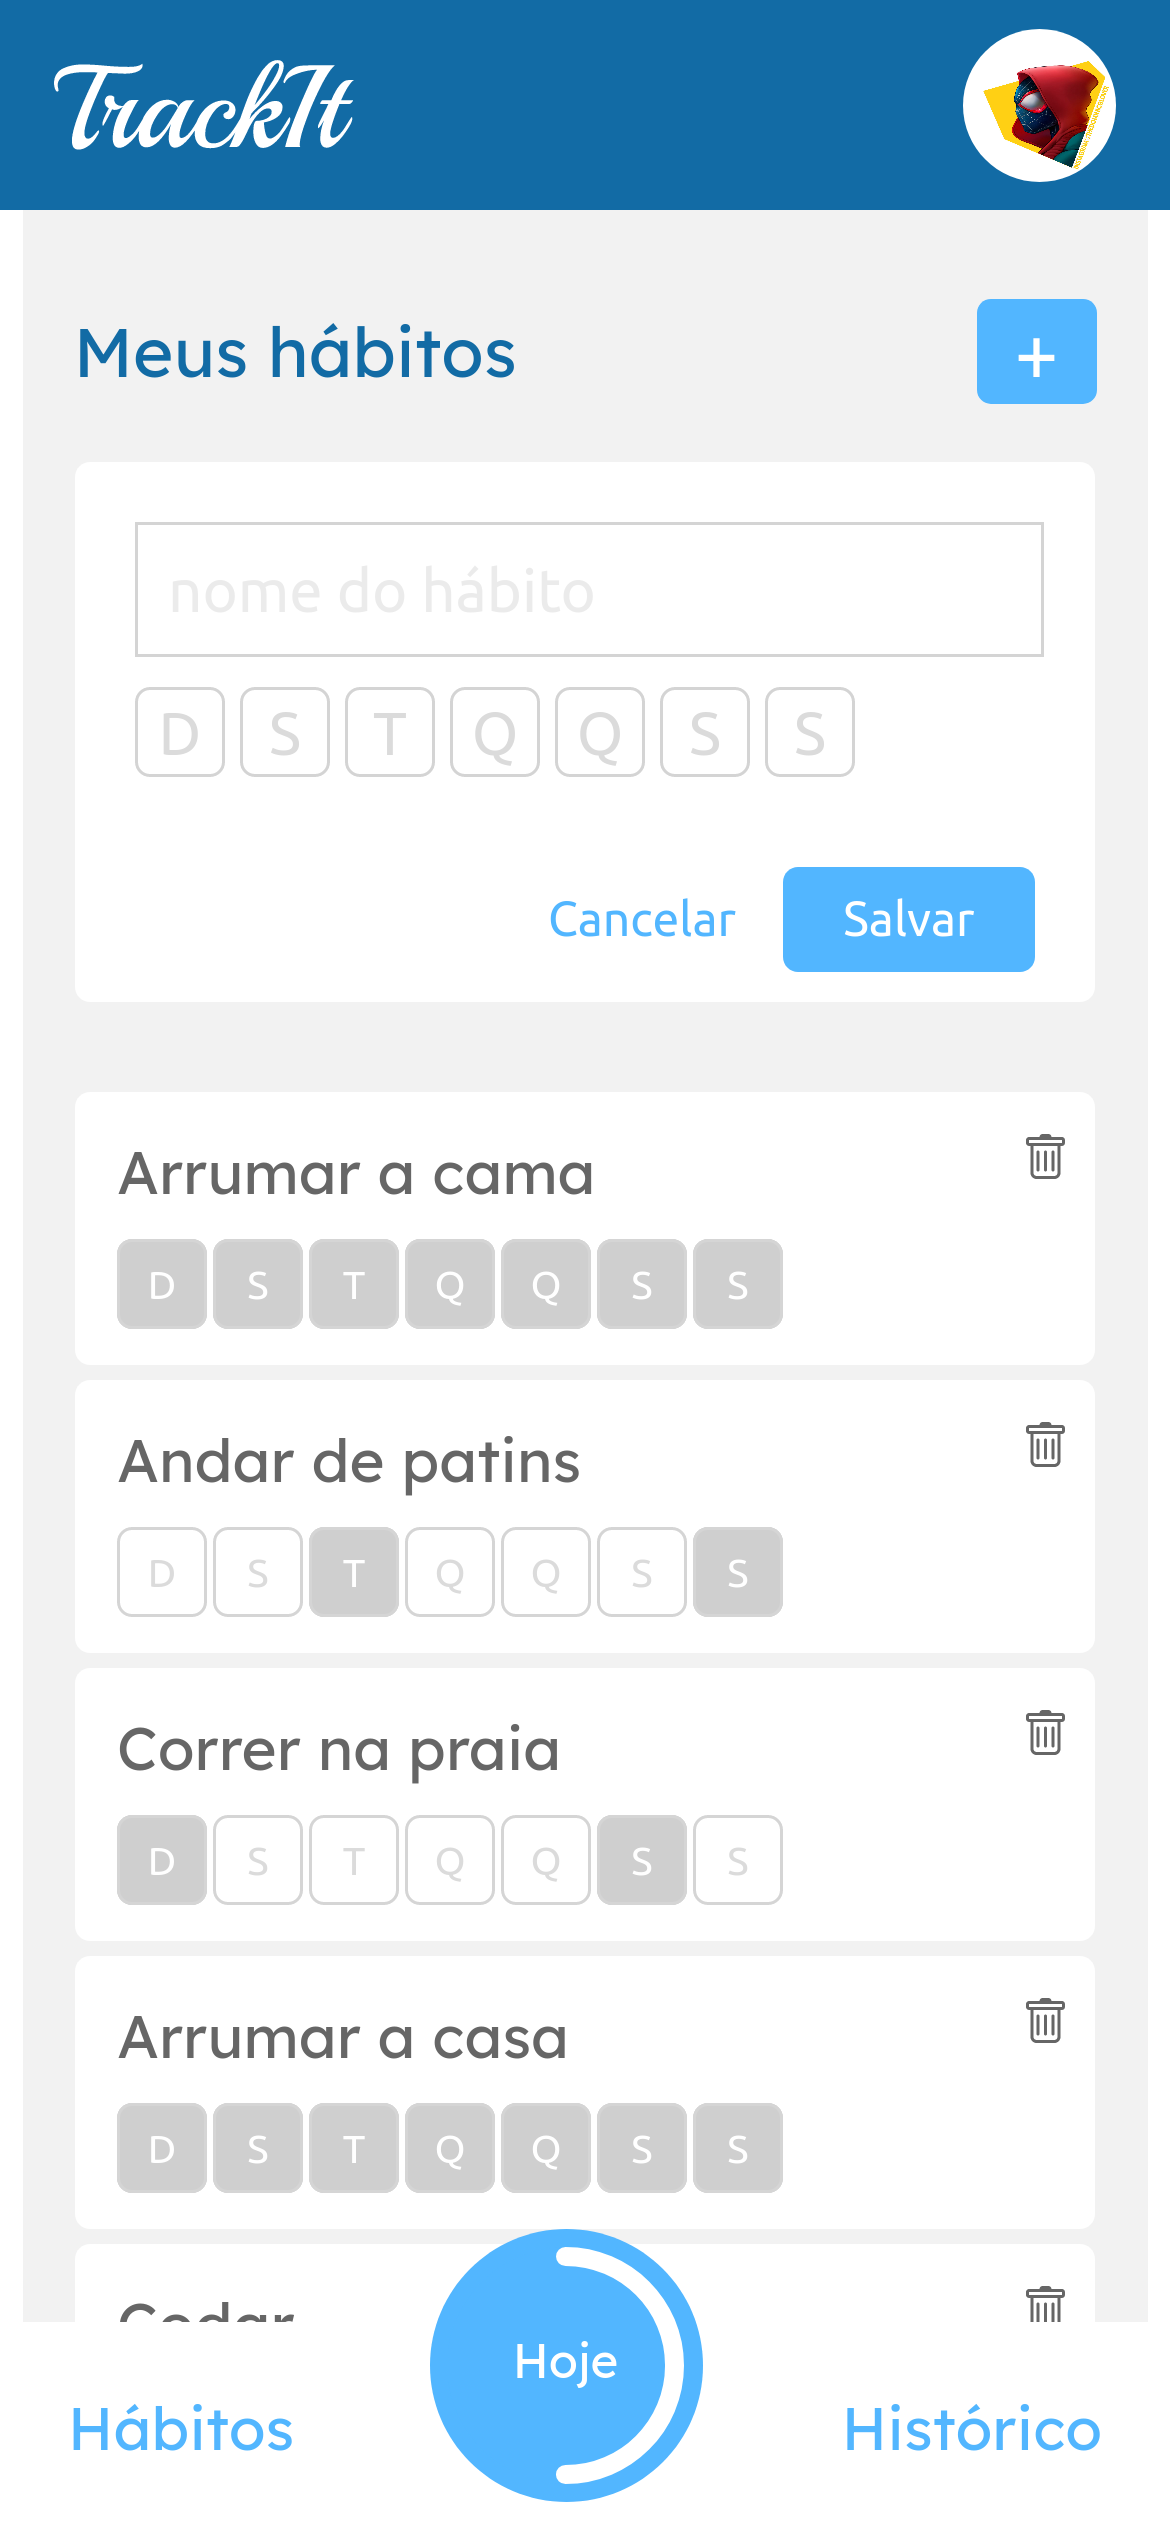 TrackIt
Meus hábitos
+
nome do hábito
D S T Q Q S S
Cancelar
Salvar
Arrumar a cama
D S T Q Q S S
Andar de patins
D S T Q Q S S
Correr na praia
D S T Q Q S S
Arrumar a casa
D S T Q Q S S
Codar
Hoje
Hábitos
Histórico